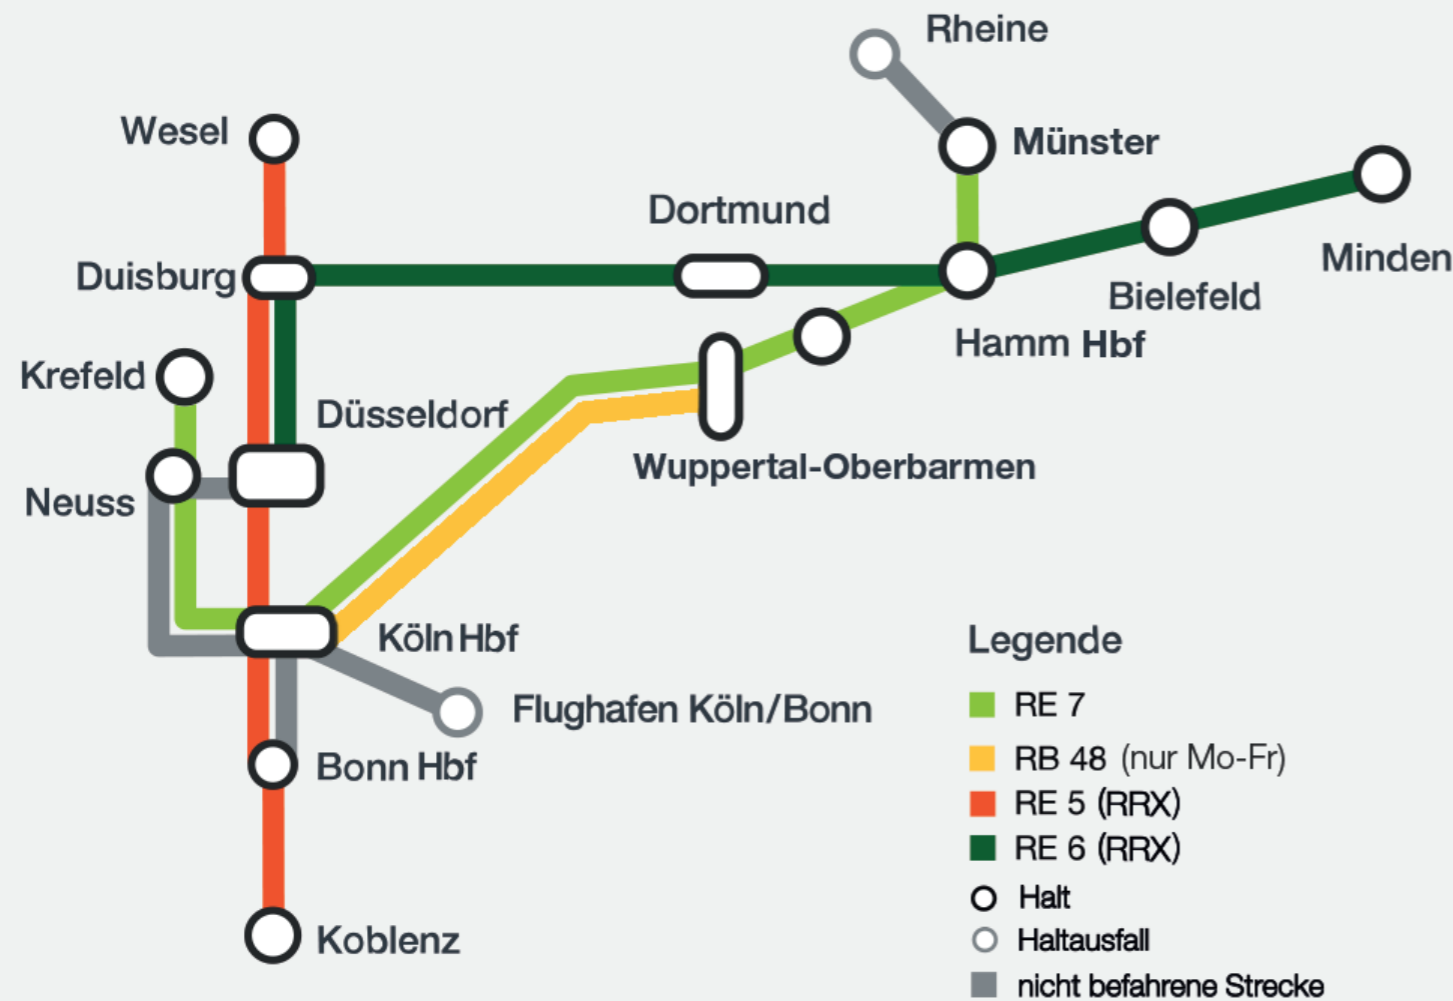 Rheine
Wesel
Münster
Dortmund
Duisburg
Minden
Bielefeld
Hamm Hbf
Krefeld
Düsseldorf
Wuppertal-Oberbarmen
Neuss
Köln Hbf
Flughafen Köln/Bonn
Bonn Hbf
Koblenz
Legende
RE 7
RB 48 (nur Mo-Fr)
RE 5 (RRX)
RE 6 (RRX)
Halt
Haltausfall
nicht befahrene Strecke